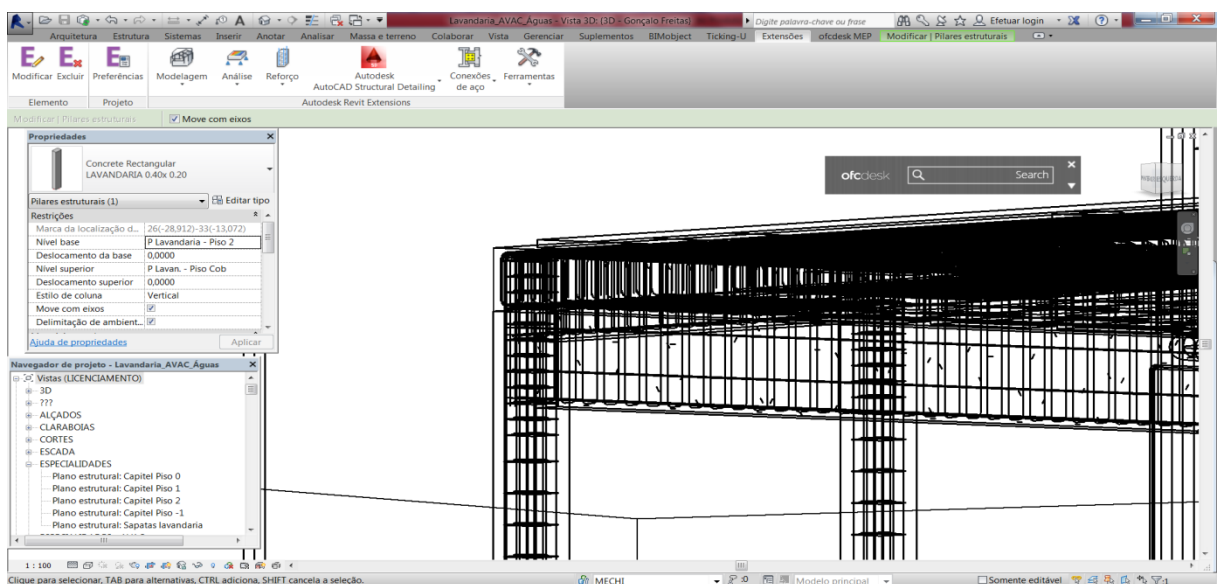 Lavandaria_AVAC_Águas - Vista 3D: {3D - Gonçalo Freitas}
Digite palavra-chave ou frase
Efetuar login
Arquitetura Estrutura Sistemas Inserir Anotar Analisar Massa e terreno Colaborar Vista Gerenciar Suplementos BIMobject Ticking-U Extensões ofcdesk MEP Modificar | Pilares estruturais
Modificar Excluir Preferências Modelagem Análise Reforço Autodesk AutoCAD Structural Detailing Conexões de aço Ferramentas
Elemento Projeto Autodesk Revit Extensions
Modificar | Pilares estruturais Move com eixos
Propriedades
Concrete Rectangular
LAVANDARIA 0.40x 0.20
Pilares estruturais (1) Editar tipo
Restrições
Marca da localização d... 26(-28,912)-33(-13,072)
Nível base P Lavandaria - Piso 2
Deslocamento da base 0,0000
Nível superior P Lavan. - Piso Cob
Deslocamento superior 0,0000
Estilo de coluna Vertical
Move com eixos
Delimitação de ambient...
Ajuda de propriedades Aplicar
ofcdesk Search
Navegador de projeto - Lavandaria_AVAC_Águas
Vistas (LICENCIAMENTO)
3D
???
ALÇADOS
CLARABOIAS
CORTES
ESCADA
ESPECIALIDADES
Plano estrutural: Capitel Piso 0
Plano estrutural: Capitel Piso 1
Plano estrutural: Capitel Piso 2
Plano estrutural: Capitel Piso -1
Plano estrutural: Sapatas lavandaria
1 : 100
Clique para selecionar, TAB para alternativas, CTRL adiciona, SHIFT cancela a seleção. MECHI :0 Modelo principal Somente editável :1